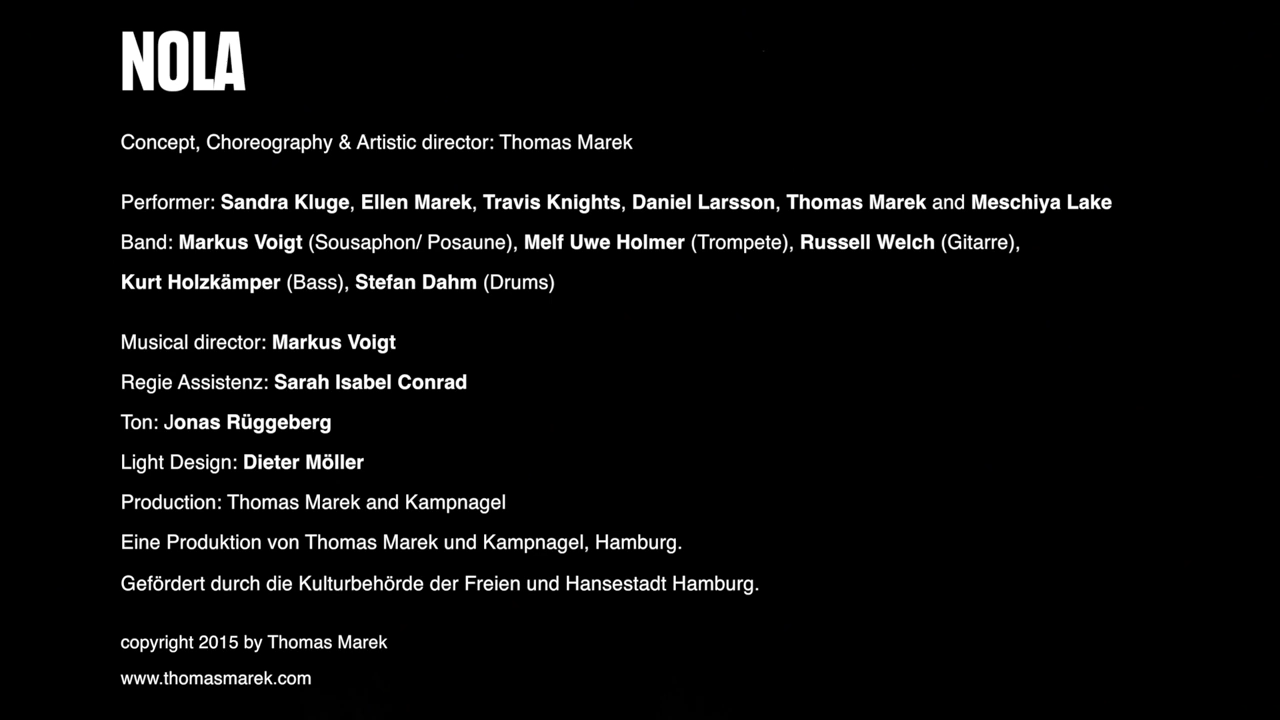 NOLA
Concept, Choreography & Artistic director: Thomas Marek
Performer: Sandra Kluge, Ellen Marek, Travis Knights, Daniel Larsson, Thomas Marek and Meschiya Lake
Band: Markus Voigt (Sousaphon/ Posaune), Melf Uwe Holmer (Trompete), Russell Welch (Gitarre),
Kurt Holzkämper (Bass), Stefan Dahm (Drums)
Musical director: Markus Voigt
Regie Assistenz: Sarah Isabel Conrad
Ton: Jonas Rüggeberg
Light Design: Dieter Möller
Production: Thomas Marek and Kampnagel
Eine Produktion von Thomas Marek und Kampnagel, Hamburg.
Gefördert durch die Kulturbehörde der Freien und Hansestadt Hamburg.
copyright 2015 by Thomas Marek
www.thomasmarek.com